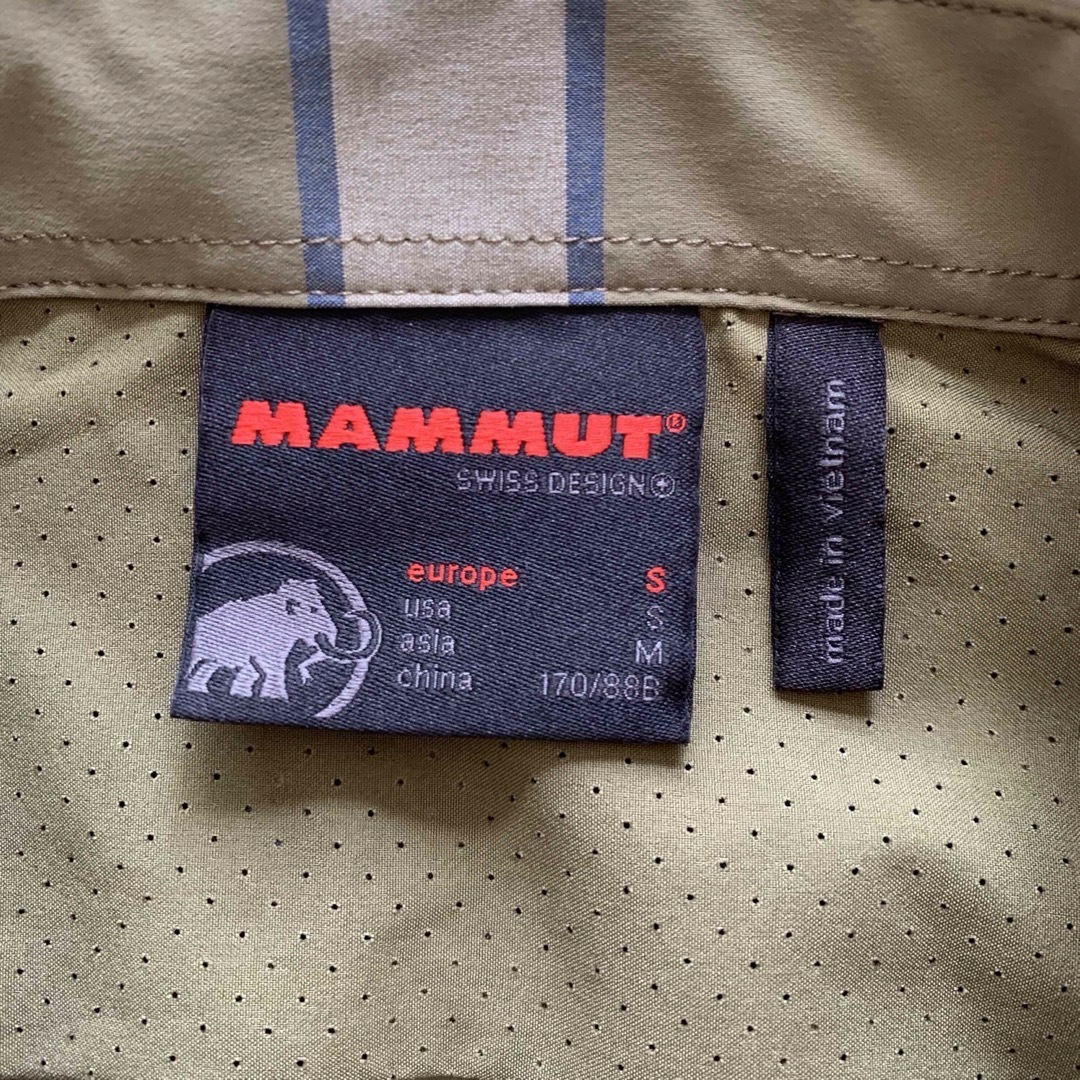 MAMMUT®
SWISS DESIGN
europe S
usa S
asia M
china 170/88B
made in vietnam